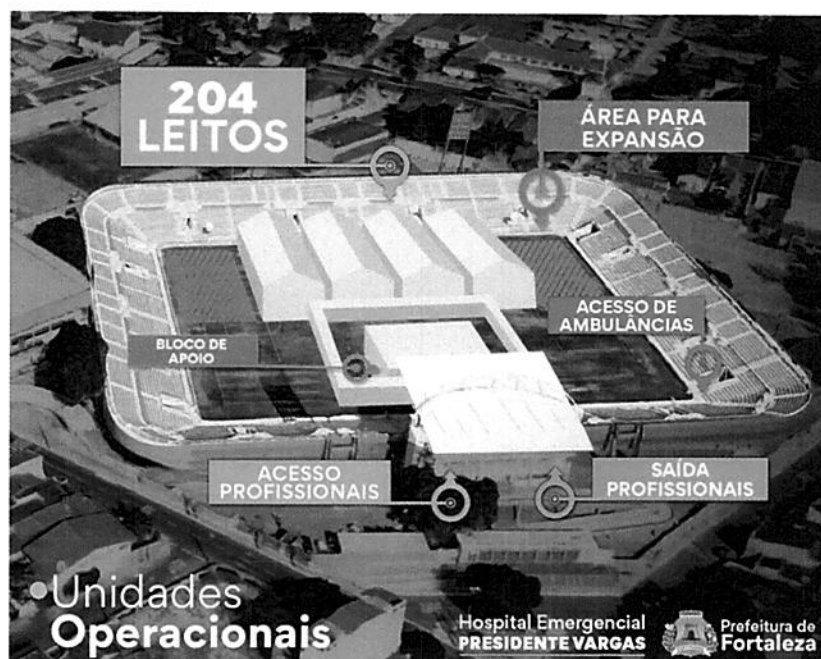 204
LEITOS
ÁREA PARA
EXPANSÃO
ACESSO DE
AMBULÂNCIAS
BLOCO DE
APOIO
ACESSO
PROFISSIONAIS
SAÍDA
PROFISSIONAIS
Unidades
Operacionais
Hospital Emergencial
PRESIDENTE VARGAS
Prefeitura de
Fortaleza